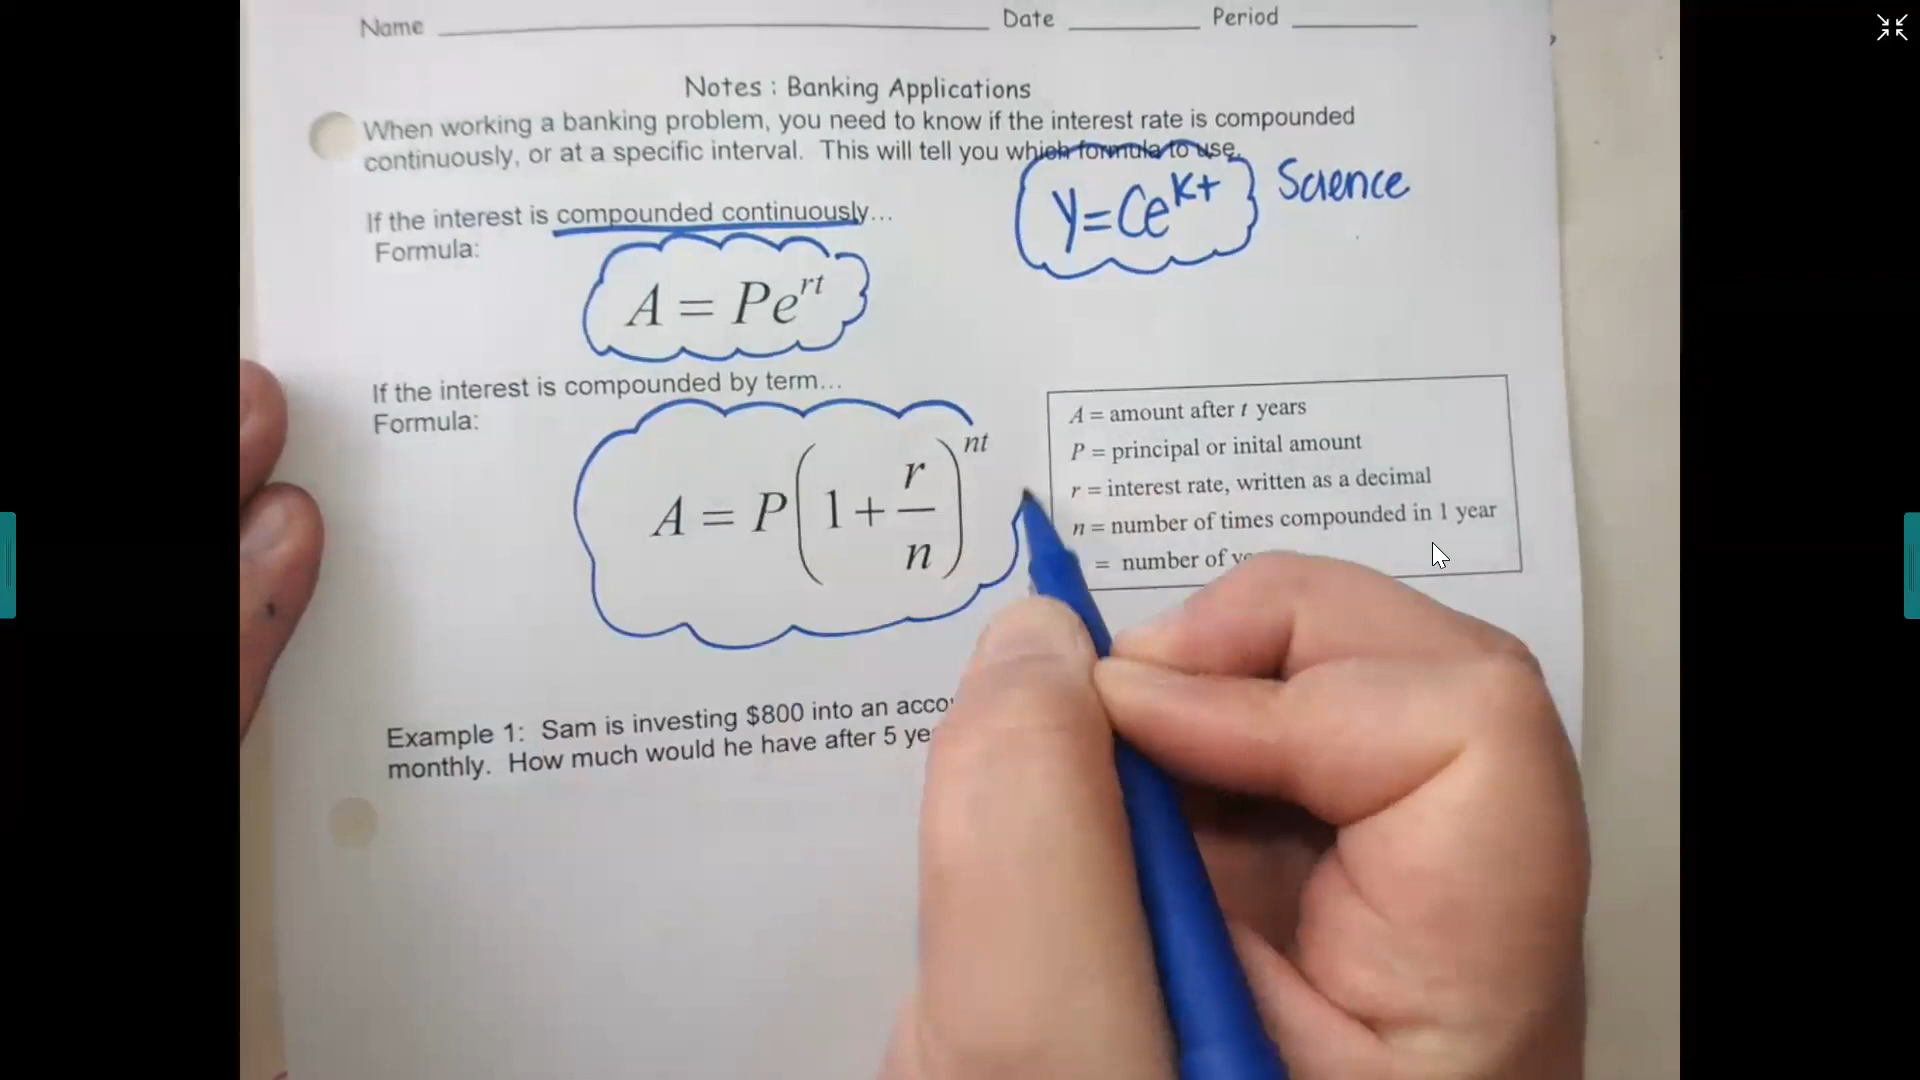 Name Date Period
Notes : Banking Applications
When working a banking problem, you need to know if the interest rate is compounded
continuously, or at a specific interval. This will tell you which formula to use.
y=Ce^{kt} Science
If the interest is compounded continuously...
Formula:
A = Pe^{rt}
If the interest is compounded by term...
Formula:
A = P(1+\frac{r}{n})^{nt}
A = amount after t years
P = principal or inital amount
r = interest rate, written as a decimal
n = number of times compounded in 1 year
= number of
Example 1: Sam is investing $800 into an
monthly. How much would he have after 5